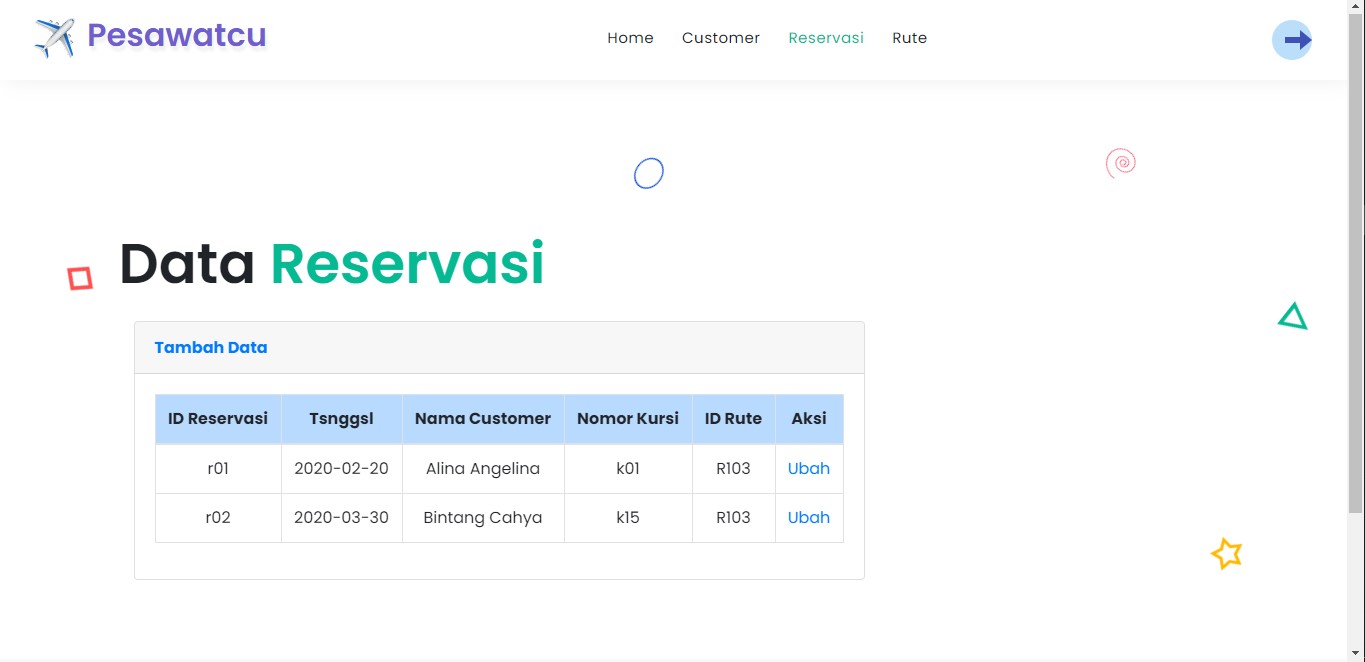 Pesawatcu
Home Customer Reservasi Rute
Data Reservasi
Tambah Data
ID Reservasi Tsnggsl Nama Customer Nomor Kursi ID Rute Aksi
r01 2020-02-20 Alina Angelina k01 R103 Ubah
r02 2020-03-30 Bintang Cahya k15 R103 Ubah